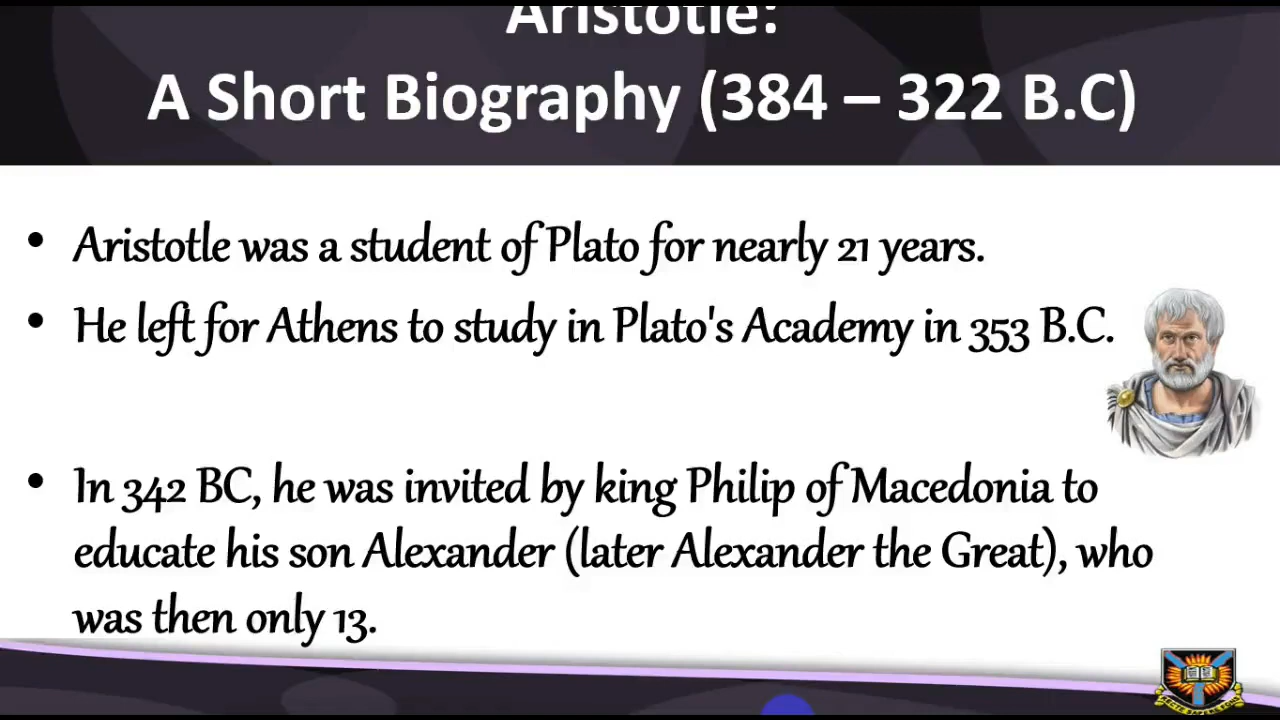 Aristotle:
A Short Biography (384 – 322 B.C)
• Aristotle was a student of Plato for nearly 21 years.
• He left for Athens to study in Plato's Academy in 353 B.C.
• In 342 BC, he was invited by king Philip of Macedonia to
educate his son Alexander (later Alexander the Great), who
was then only 13.